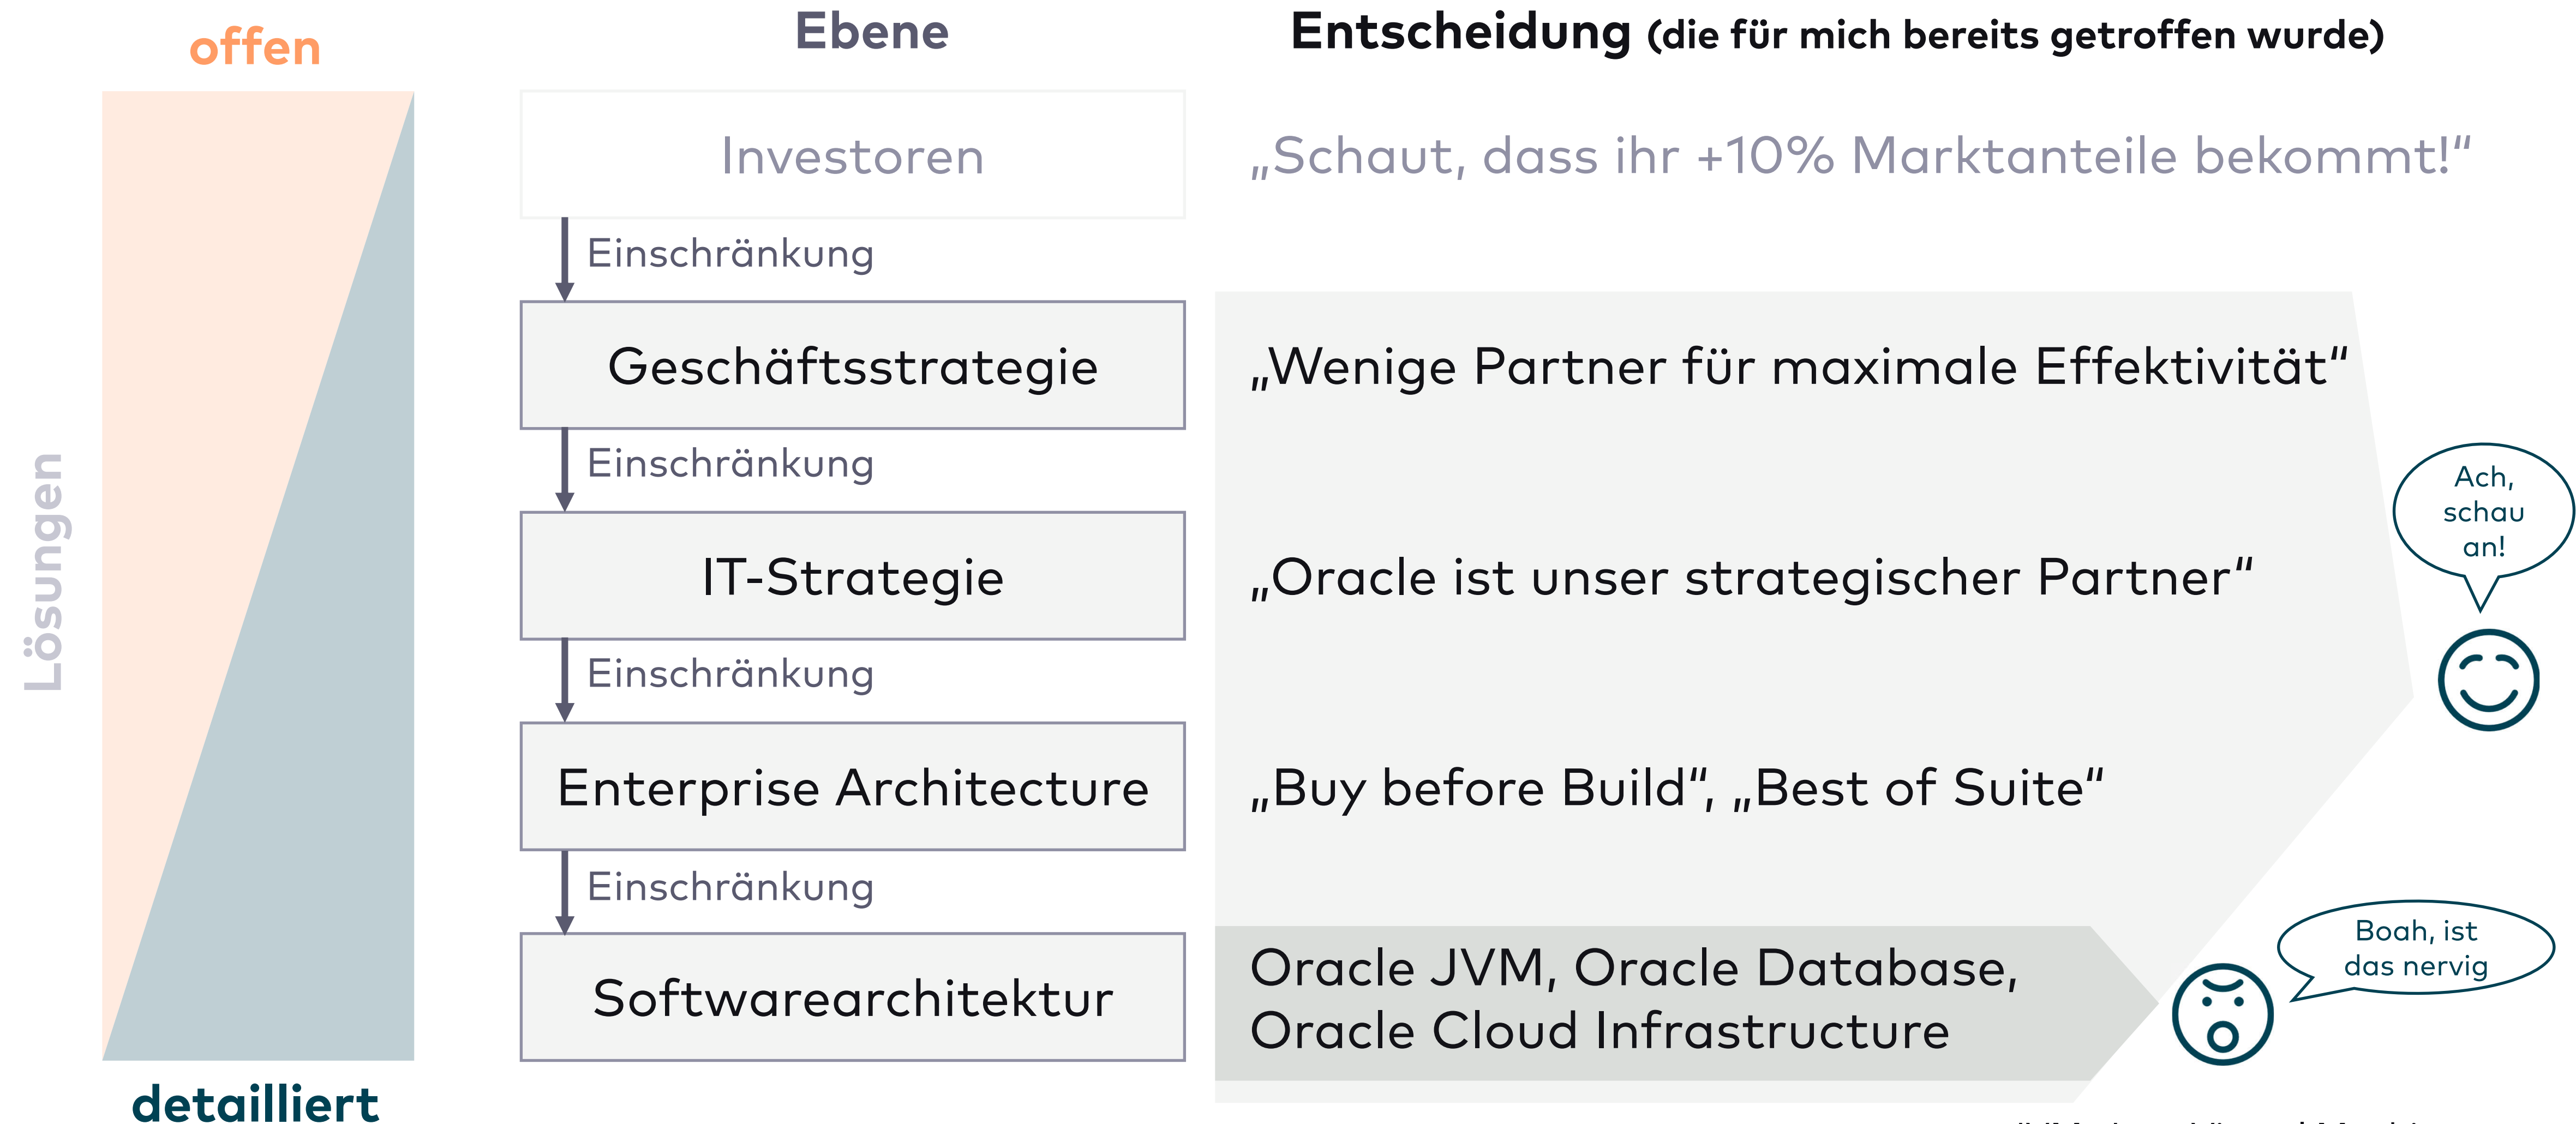 offen
Ebene
Entscheidung (die für mich bereits getroffen wurde)
Investoren
„Schaut, dass ihr +10% Marktanteile bekommt!“
Einschränkung
Geschäftsstrategie
„Wenige Partner für maximale Effektivität“
Einschränkung
Lösungen
Ach,
schau
an!
IT-Strategie
„Oracle ist unser strategischer Partner“
Einschränkung
Enterprise Architecture
„Buy before Build“, „Best of Suite“
Einschränkung
Boah, ist
das nervig
Softwarearchitektur
Oracle JVM, Oracle Database,
Oracle Cloud Infrastructure
detailliert